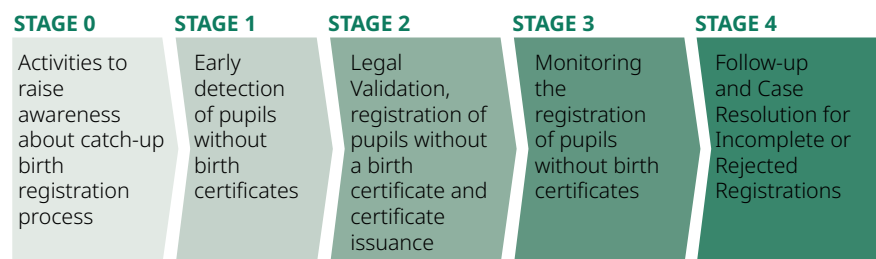 STAGE 0
Activities to
raise
awareness
about catch-up
birth
registration
process
STAGE 1
Early
detection
of pupils
without
birth
certificates
STAGE 2
Legal
Validation,
registration of
pupils without
a birth
certificate and
certificate
issuance
STAGE 3
Monitoring
the
registration
of pupils
without birth
certificates
STAGE 4
Follow-up
and Case
Resolution for
Incomplete or
Rejected
Registrations